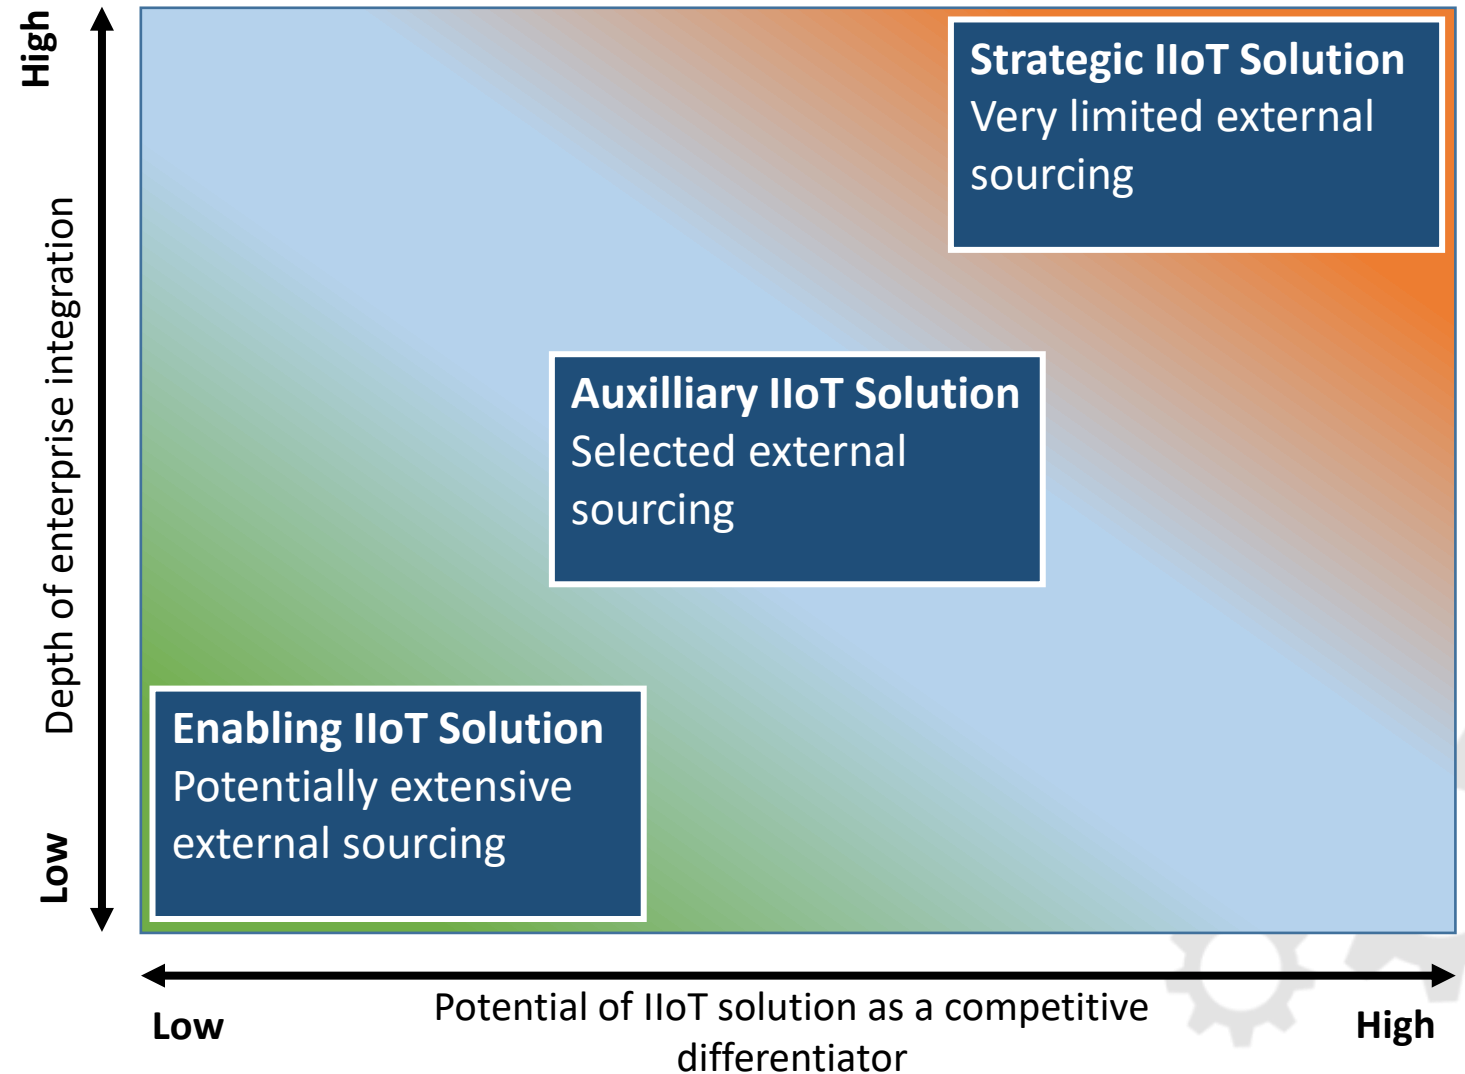 High
Depth of enterprise integration
Low
Strategic IIoT Solution
Very limited external
sourcing
Auxilliary IIoT Solution
Selected external
sourcing
Enabling IIoT Solution
Potentially extensive
external sourcing
Low
Potential of IIoT solution as a competitive
differentiator
High